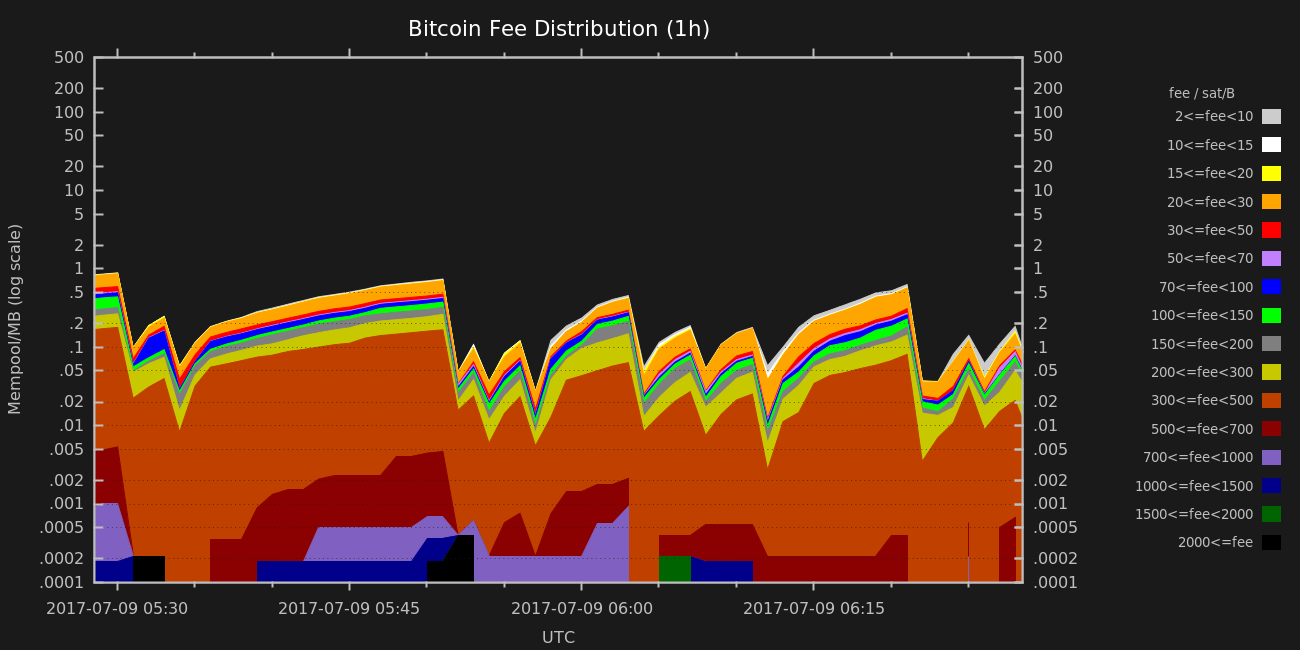 Bitcoin Fee Distribution (1h)
500
200
100
50
20
10
5
2
1
.5
.2
.1
.05
.02
.01
.005
.002
.001
.0005
.0002
.0001
Mempool/MB (log scale)
500
200
100
50
20
10
5
2
1
.5
.2
.1
.05
.02
.01
.005
.002
.001
.0005
.0002
.0001
2017-07-09 05:30
2017-07-09 05:45
2017-07-09 06:00
2017-07-09 06:15
UTC
fee / sat/B
2<=fee<10
10<=fee<15
15<=fee<20
20<=fee<30
30<=fee<50
50<=fee<70
70<=fee<100
100<=fee<150
150<=fee<200
200<=fee<300
300<=fee<500
500<=fee<700
700<=fee<1000
1000<=fee<1500
1500<=fee<2000
2000<=fee